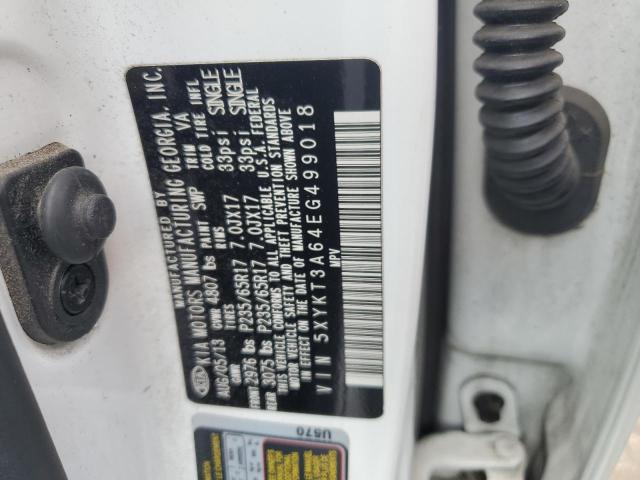 MANUFACTURED BY
KIA MOTORS MANUFACTURING GEORGIA, INC.
AUG/05/13 GVWR 4807 lbs PAINT SWP TRIM VA
GAWR TIRES RIMS COLD TIRE INFL
FRONT 2976 lbs P235/65R17 7.0JX17 33psi SINGLE
REAR 3075 lbs P235/65R17 7.0JX17 33psi SINGLE
THIS VEHICLE CONFORMS TO ALL APPLICABLE U.S.A. FEDERAL
MOTOR VEHICLE SAFETY AND THEFT PREVENTION STANDARDS
IN EFFECT ON THE DATE OF MANUFACTURE SHOWN ABOVE
VIN 5XYKT3A64EG499018
MPV
U570